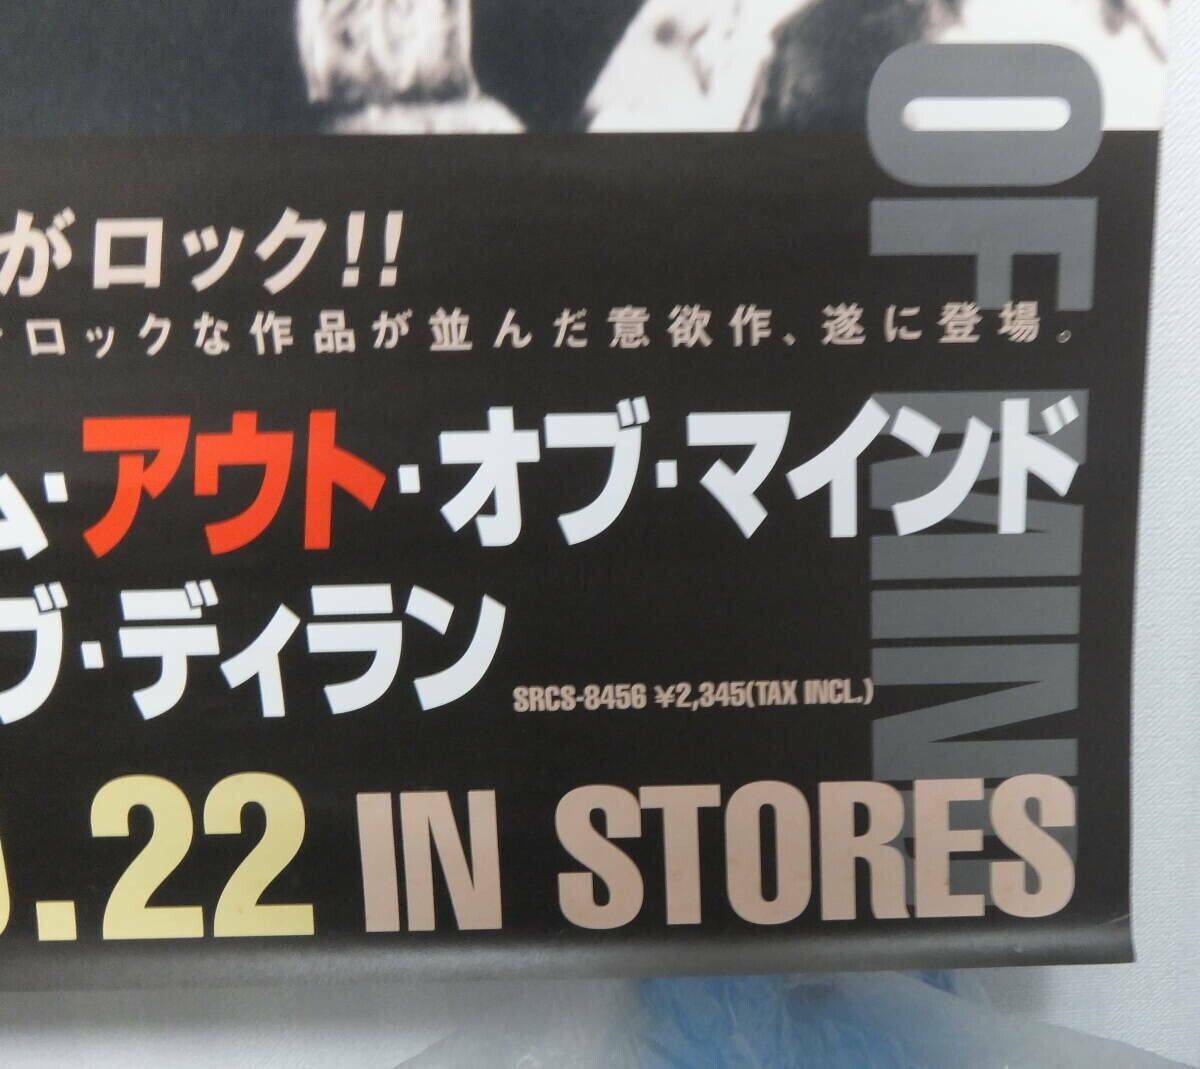 がロック!!
ロックな作品が並んだ意欲作、遂に登場。
ム・アウト・オブ・マインド
ブ・ディラン
SRCS-8456 ¥2,345(TAX INCL.)
.22 IN STORES
OF MIND